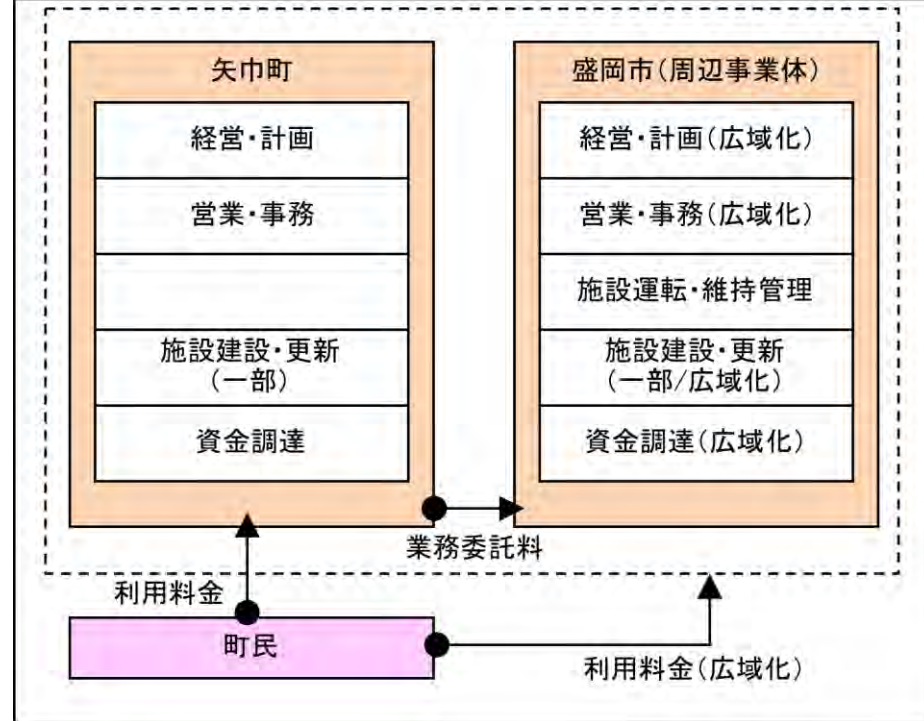 矢巾町
経営・計画
営業・事務
施設建設・更新
(一部)
資金調達
盛岡市(周辺事業体)
経営・計画(広域化)
営業・事務(広域化)
施設運転・維持管理
施設建設・更新
(一部/広域化)
資金調達(広域化)
業務委託料
利用料金
町民
利用料金(広域化)